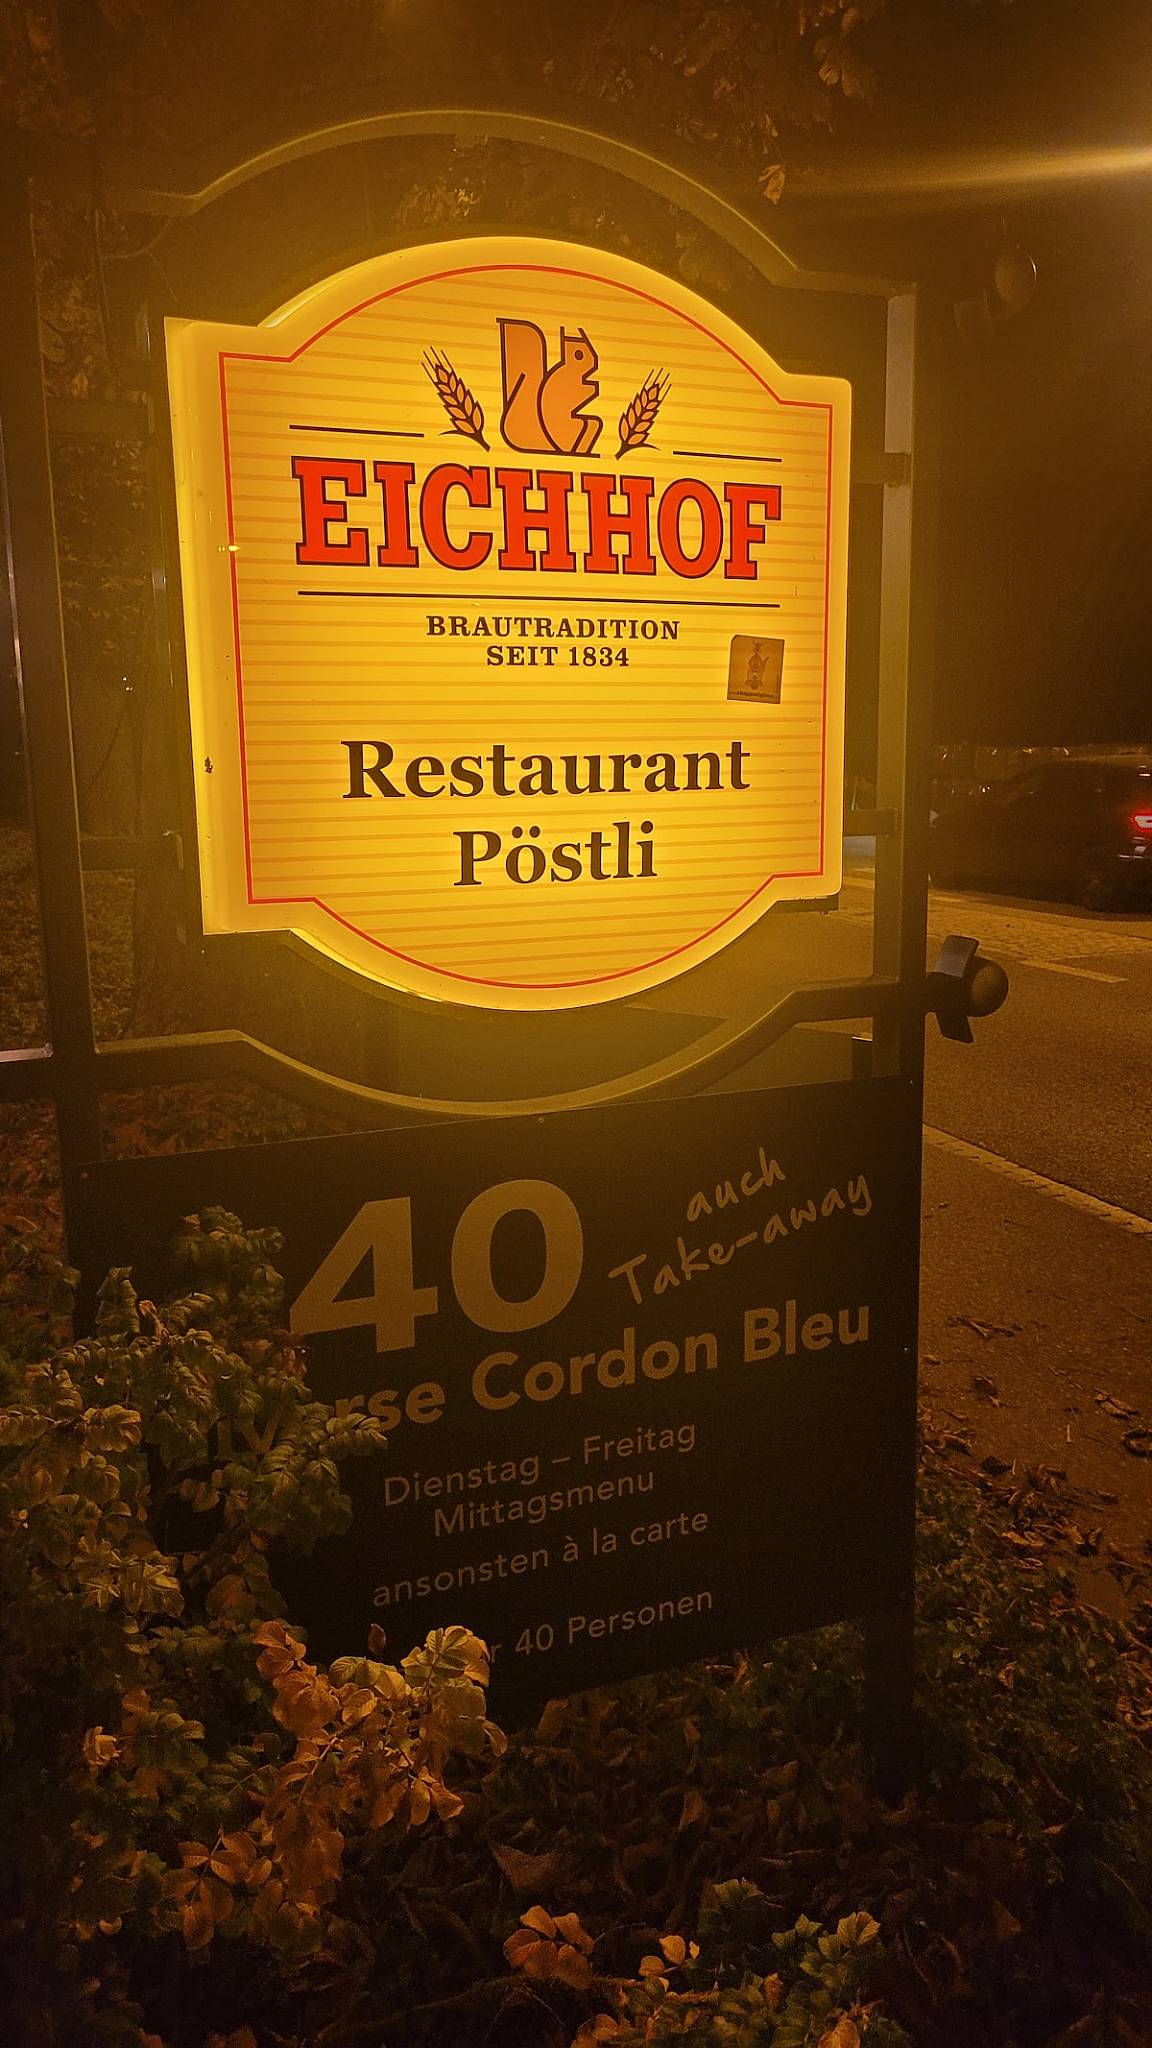 EICHHOF
BRAUTRADITION
SEIT 1834
Restaurant
Pöstli
40
auch
Take-away
Cordon Bleu
Dienstag – Freitag
Mittagsmenu
ansonsten à la carte
40 Personen